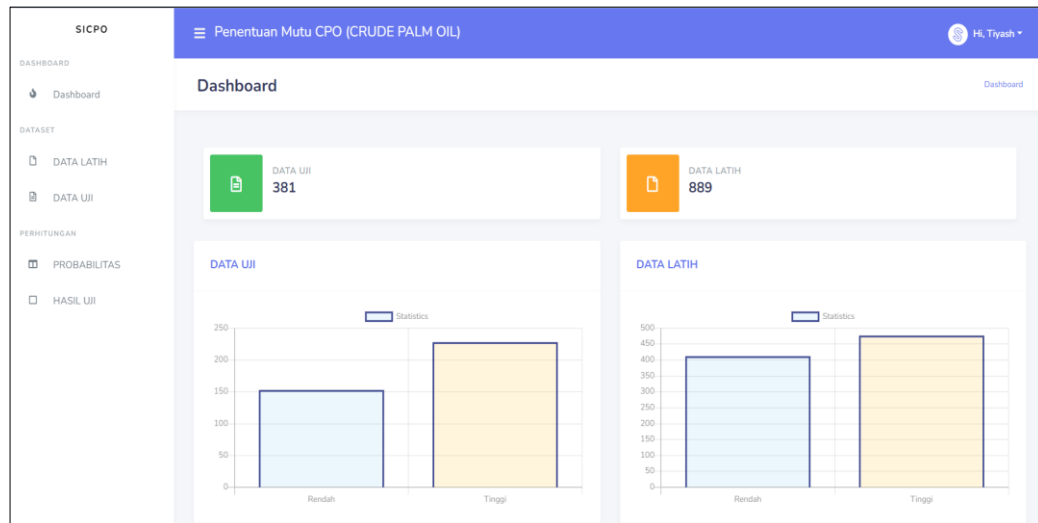 SICPO
DASHBOARD
Dashboard
DATASET
DATA LATIH
DATA UJI
PERHITUNGAN
PROBABILITAS
HASIL UJI
Penentuan Mutu CPO (CRUDE PALM OIL)
Hi, Tiyash
Dashboard
Dashboard
DATA UJI
381
DATA LATIH
889
DATA UJI
Statistics
250
200
150
100
50
0
Rendah Tinggi
DATA LATIH
Statistics
500
450
400
350
300
250
200
150
100
50
0
Rendah Tinggi